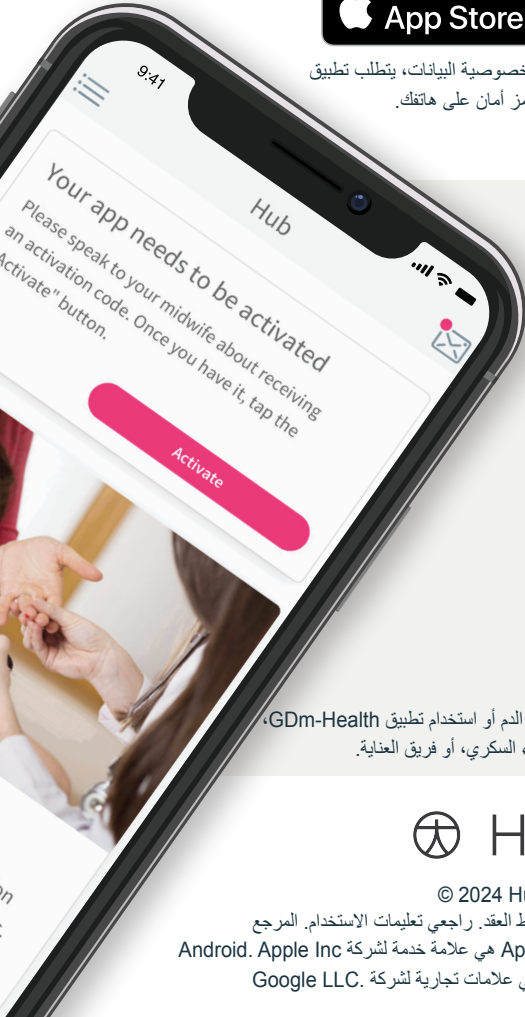 App Store
خصوصية البيانات، يتطلب تطبيق
أمان على هاتفك.
9:41
Hub
Your app needs to be activated
Please speak to your midwife about receiving
an activation code. Once you have it, tap the
Activate" button.
Activate
الدم أو استخدام تطبيق GDm-Health،
السكري، أو فريق العناية.
© 2024
العقد. راجعي تعليمات الاستخدام. المرجع
هي علامة خدمة لشركة Android. Apple Inc
علامات تجارية لشركة Google LLC.